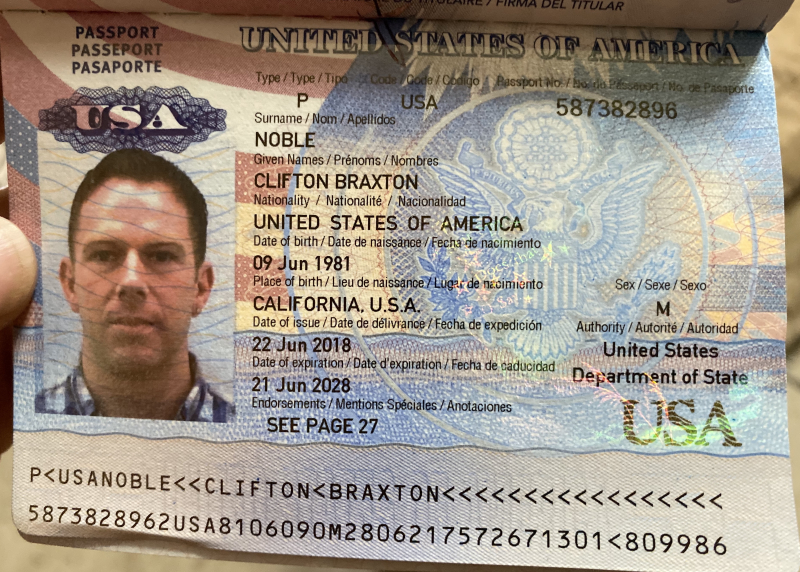 TITULAIRE / FIRMA DEL TITULAR
PASSPORT
PASSEPORT
PASAPORTE
USA
UNITED STATES OF AMERICA
Type / Type / Tipo Code / Code / Código Passport No. / No. de Passeport / No. de Pasaporte
P USA 587382896
Surname / Nom / Apellidos
NOBLE
Given Names / Prénoms / Nombres
CLIFTON BRAXTON
Nationality / Nationalité / Nacionalidad
UNITED STATES OF AMERICA
Date of birth / Date de naissance / Fecha de nacimiento
09 Jun 1981
Place of birth / Lieu de naissance / Lugar de nacimiento
CALIFORNIA, U.S.A.
Sex / Sexe / Sexo
M
Date of issue / Date de délivrance / Fecha de expedición
22 Jun 2018
Authority / Autorité / Autoridad
United States
Department of State
Date of expiration / Date d'expiration / Fecha de caducidad
21 Jun 2028
Endorsements / Mentions Spéciales / Anotaciones
SEE PAGE 27
USA
P<USANOBLE<<CLIFTON<BRAXTON<<<<<<<<<<<<<<<<<
5873828962USA8106090M2806217572671301<809986